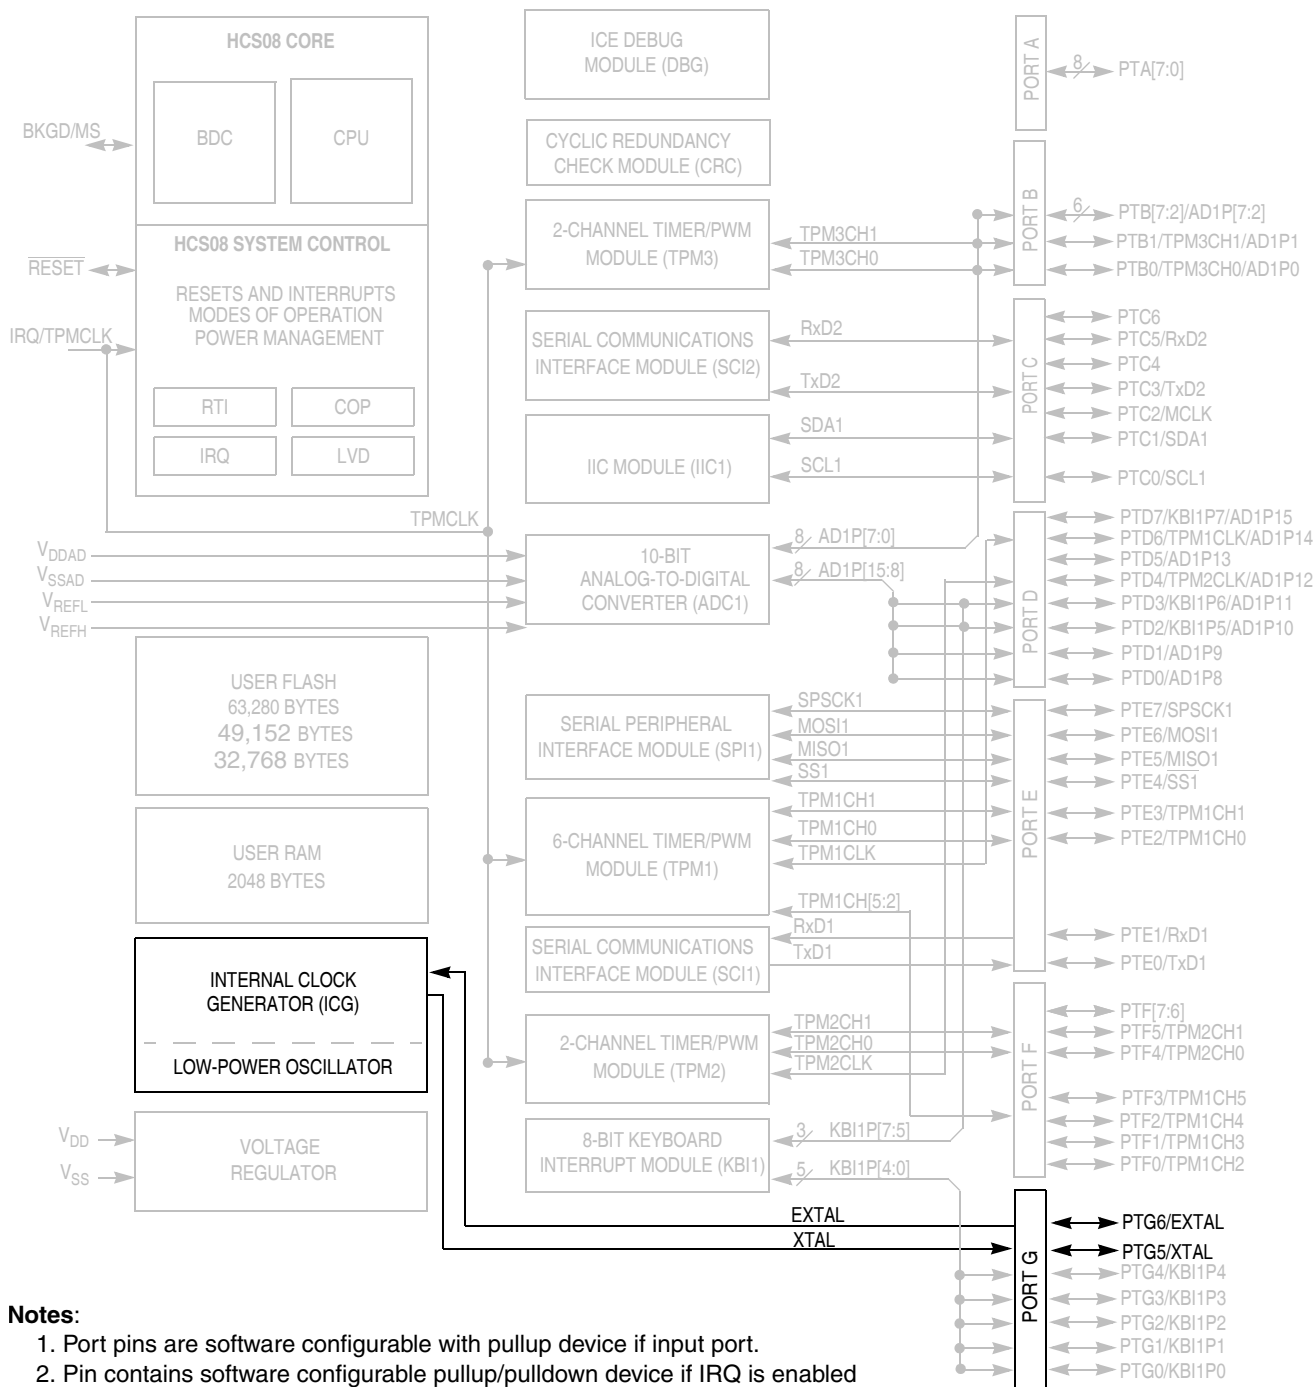 HCS08 CORE
BDC
CPU
BKGD/MS
HCS08 SYSTEM CONTROL
RESET
RESETS AND INTERRUPTS
MODES OF OPERATION
POWER MANAGEMENT
IRQ/TPMCLK
RTI
COP
IRQ
LVD
TPMCLK
VDDAD
VSSAD
VREFL
VREFH
USER FLASH
63,280 BYTES
49,152 BYTES
32,768 BYTES
USER RAM
2048 BYTES
INTERNAL CLOCK
GENERATOR (ICG)
LOW-POWER OSCILLATOR
VDD
VSS
VOLTAGE
REGULATOR
ICE DEBUG
MODULE (DBG)
CYCLIC REDUNDANCY
CHECK MODULE (CRC)
2-CHANNEL TIMER/PWM
MODULE (TPM3)
TPM3CH1
TPM3CH0
SERIAL COMMUNICATIONS
INTERFACE MODULE (SCI2)
RxD2
TxD2
IIC MODULE (IIC1)
SDA1
SCL1
10-BIT
ANALOG-TO-DIGITAL
CONVERTER (ADC1)
8 AD1P[7:0]
8 AD1P[15:8]
SERIAL PERIPHERAL
INTERFACE MODULE (SPI1)
SPSCK1
MOSI1
MISO1
SS1
6-CHANNEL TIMER/PWM
MODULE (TPM1)
TPM1CH1
TPM1CH0
TPM1CLK
TPM1CH[5:2]
SERIAL COMMUNICATIONS
INTERFACE MODULE (SCI1)
RxD1
TxD1
2-CHANNEL TIMER/PWM
MODULE (TPM2)
TPM2CH1
TPM2CH0
TPM2CLK
8-BIT KEYBOARD
INTERRUPT MODULE (KBI1)
3 KBI1P[7:5]
5 KBI1P[4:0]
EXTAL
XTAL
PORT A
8 PTA[7:0]
PORT B
6 PTB[7:2]/AD1P[7:2]
PTB1/TPM3CH1/AD1P1
PTB0/TPM3CH0/AD1P0
PORT C
PTC6
PTC5/RxD2
PTC4
PTC3/TxD2
PTC2/MCLK
PTC1/SDA1
PTC0/SCL1
PORT D
PTD7/KBI1P7/AD1P15
PTD6/TPM1CLK/AD1P14
PTD5/AD1P13
PTD4/TPM2CLK/AD1P12
PTD3/KBI1P6/AD1P11
PTD2/KBI1P5/AD1P10
PTD1/AD1P9
PTD0/AD1P8
PORT E
PTE7/SPSCK1
PTE6/MOSI1
PTE5/MISO1
PTE4/SS1
PTE3/TPM1CH1
PTE2/TPM1CH0
PTE1/RxD1
PTE0/TxD1
PORT F
PTF[7:6]
PTF5/TPM2CH1
PTF4/TPM2CH0
PTF3/TPM1CH5
PTF2/TPM1CH4
PTF1/TPM1CH3
PTF0/TPM1CH2
PORT G
PTG6/EXTAL
PTG5/XTAL
PTG4/KBI1P4
PTG3/KBI1P3
PTG2/KBI1P2
PTG1/KBI1P1
PTG0/KBI1P0
Notes:
1. Port pins are software configurable with pullup device if input port.
2. Pin contains software configurable pullup/pulldown device if IRQ is enabled